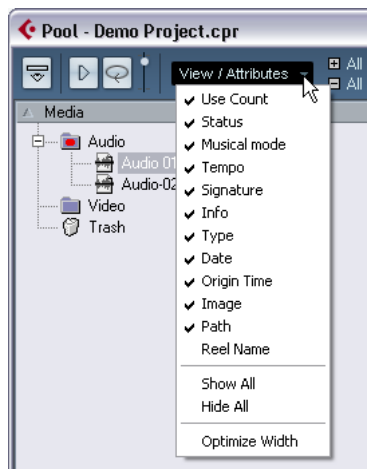 Pool - Demo Project.cpr
View / Attributes
All
All
Media
Audio
Audio 01
Audio-02
Video
Trash
Use Count
Status
Musical mode
Tempo
Signature
Info
Type
Date
Origin Time
Image
Path
Reel Name
Show All
Hide All
Optimize Width